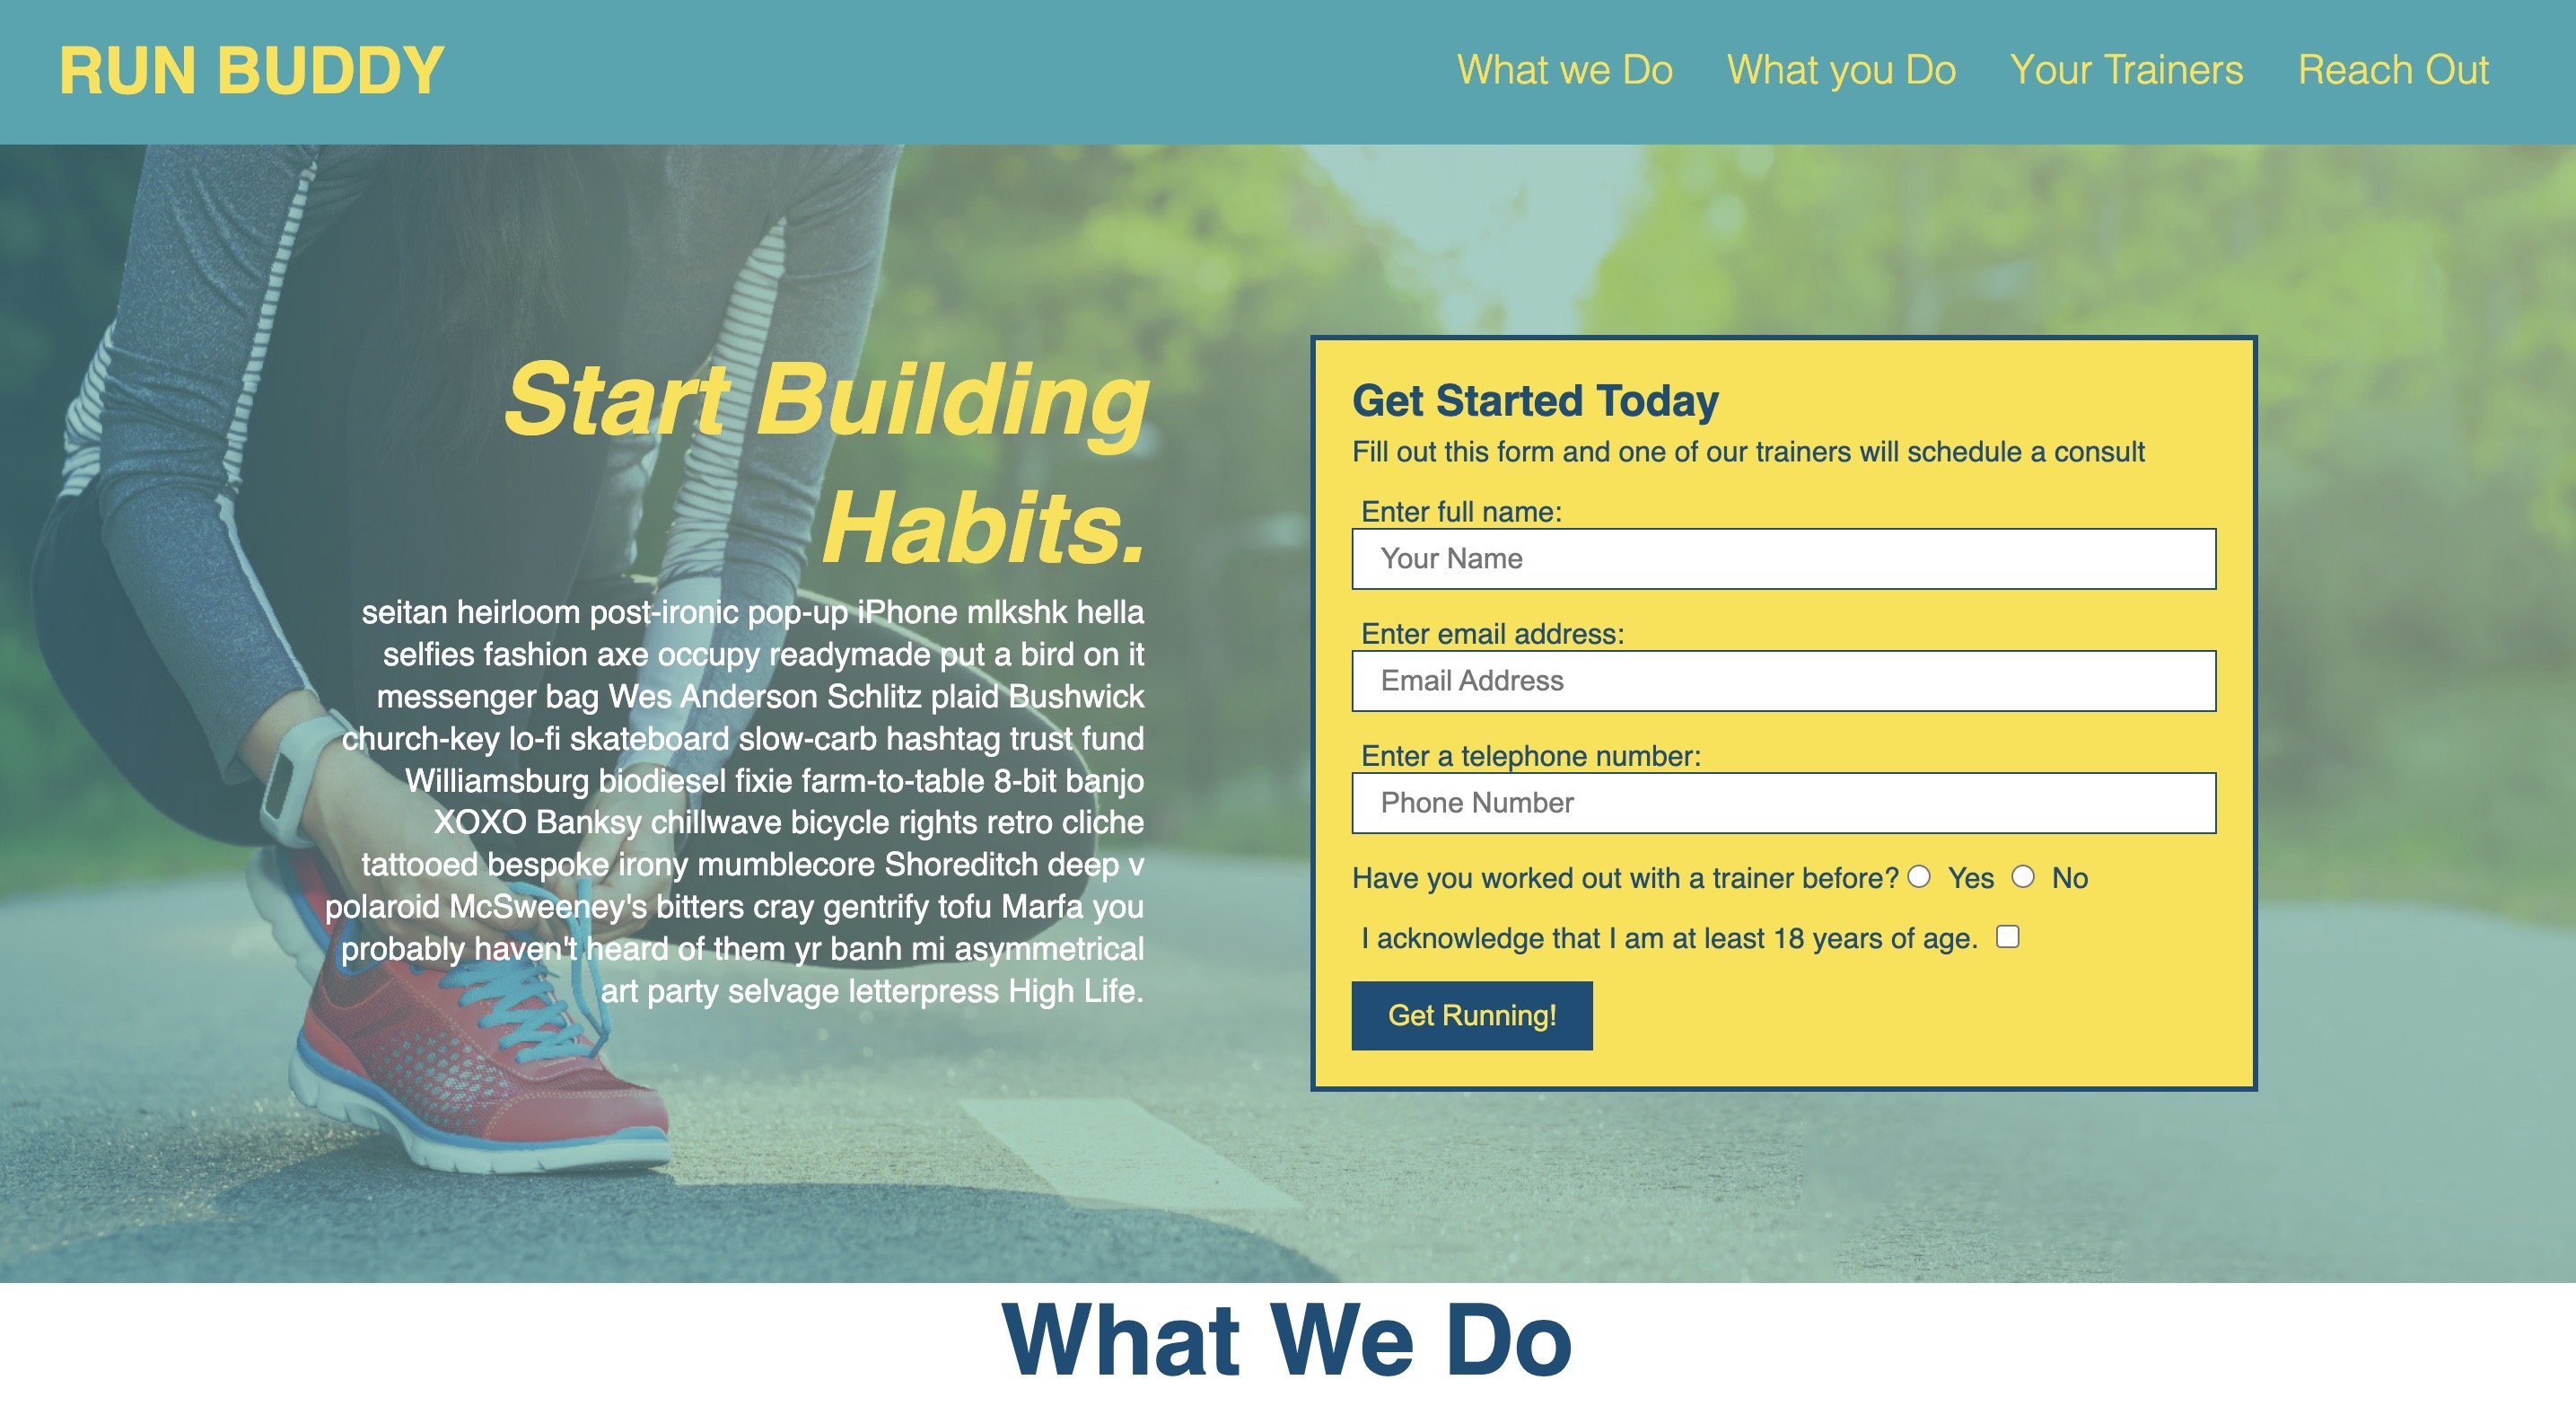 RUN BUDDY
What we Do What you Do Your Trainers Reach Out
Start Building
Habits.
seitan heirloom post-ironic pop-up iPhone mlkshk hella
selfies fashion axe occupy readymade put a bird on it
messenger bag Wes Anderson Schlitz plaid Bushwick
church-key lo-fi skateboard slow-carb hashtag trust fund
Williamsburg biodiesel fixie farm-to-table 8-bit banjo
XOXO Banksy chillwave bicycle rights retro cliche
tattooed bespoke irony mumblecore Shoreditch deep v
polaroid McSweeney's bitters cray gentrify tofu Marfa you
probably haven't heard of them yr banh mi asymmetrical
art party selvage letterpress High Life.
Get Started Today
Fill out this form and one of our trainers will schedule a consult
Enter full name:
Your Name
Enter email address:
Email Address
Enter a telephone number:
Phone Number
Have you worked out with a trainer before? Yes No
I acknowledge that I am at least 18 years of age.
Get Running!
What We Do